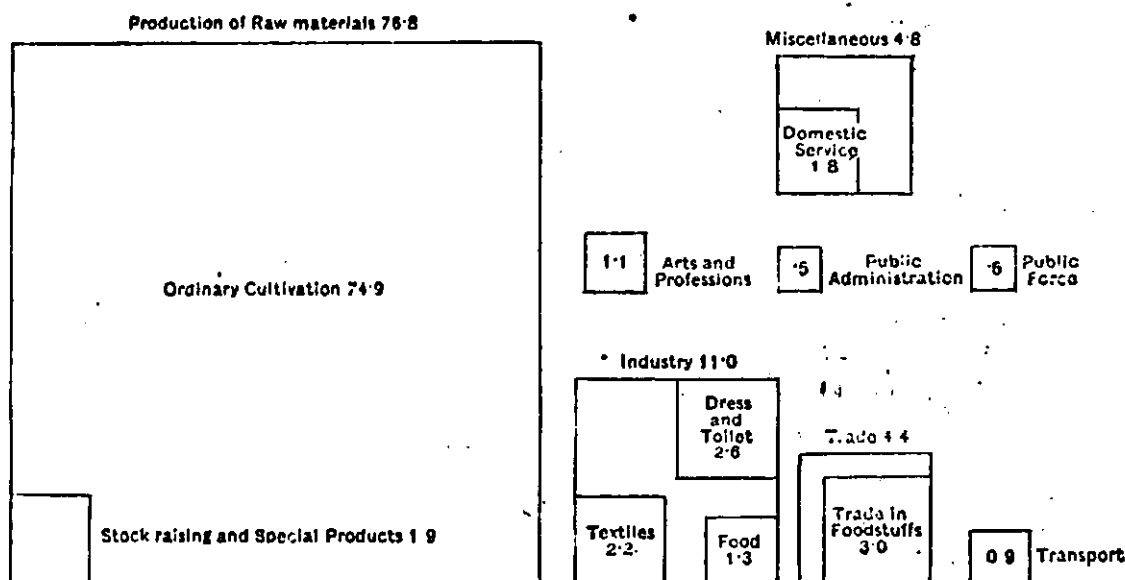 Production of Raw materials 76·8
Miscellaneous 4·8
Domestic
Service
1 8
1·1
Arts and
Professions
·5
Public
Administration
·6
Public
Force
Ordinary Cultivation 74·9
Industry 11·0
Dress
and
Toilet
2·6
Trade 4·4
Stock raising and Special Products 1 9
Textiles
2·2
Food
1·3
Trade in
Foodstuffs
3·0
0 9
Transport